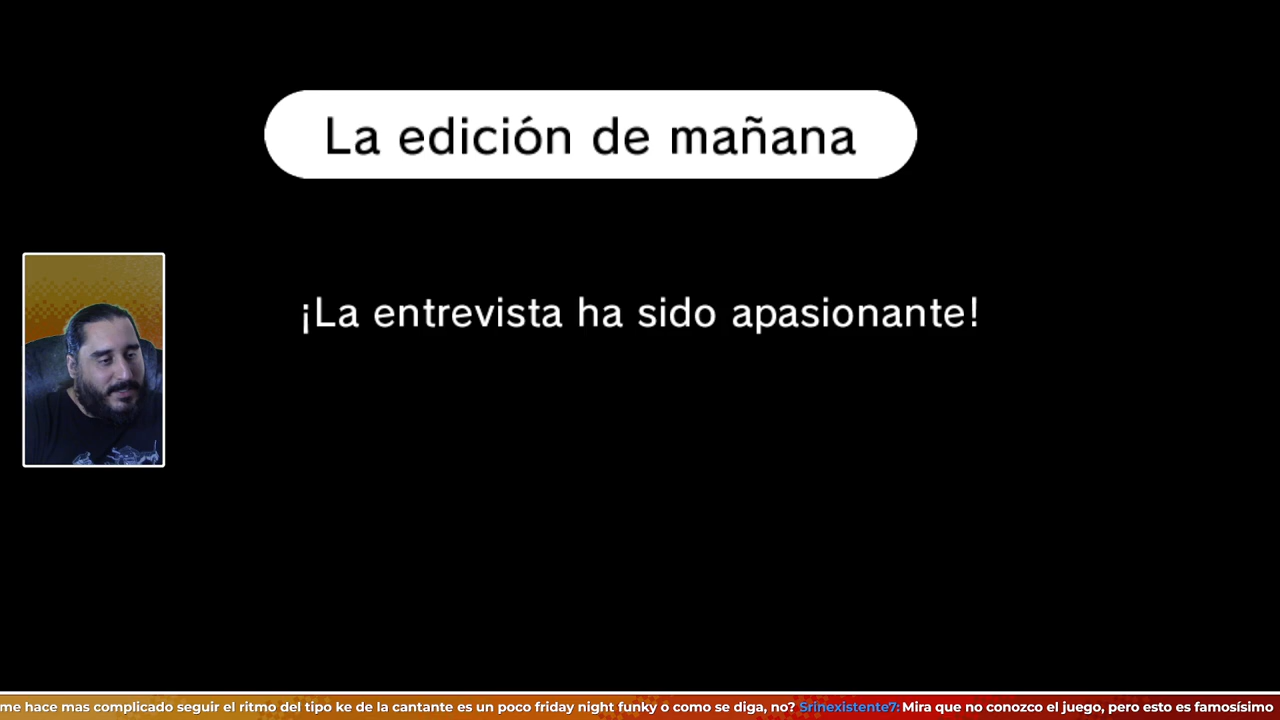 La edición de mañana
¡La entrevista ha sido apasionante!
me hace mas complicado seguir el ritmo del tipo ke de la cantante es un poco friday night funky o como se diga, no? Srinexistente7: Mira que no conozco el juego, pero esto es famosísimo